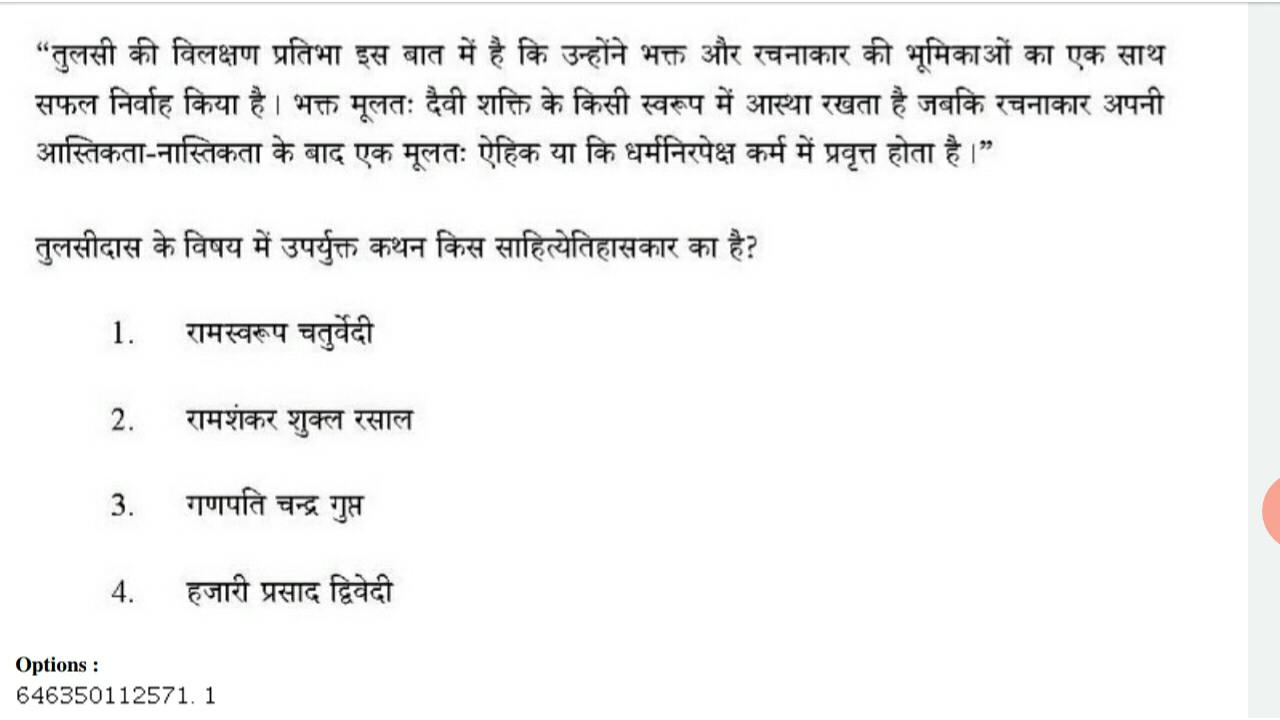 “तुलसी की विलक्षण प्रतिभा इस बात में है कि उन्होंने भक्त और रचनाकार की भूमिकाओं का एक साथ
सफल निर्वाह किया है। भक्त मूलतः दैवी शक्ति के किसी स्वरूप में आस्था रखता है जबकि रचनाकार अपनी
आस्तिकता-नास्तिकता के बाद एक मूलतः ऐहिक या कि धर्मनिरपेक्ष कर्म में प्रवृत्त होता है।”
तुलसीदास के विषय में उपर्युक्त कथन किस साहित्येतिहासकार का है?
1. रामस्वरूप चतुर्वेदी
2. रामशंकर शुक्ल रसाल
3. गणपति चन्द्र गुप्त
4. हजारी प्रसाद द्विवेदी
Options :
646350112571. 1